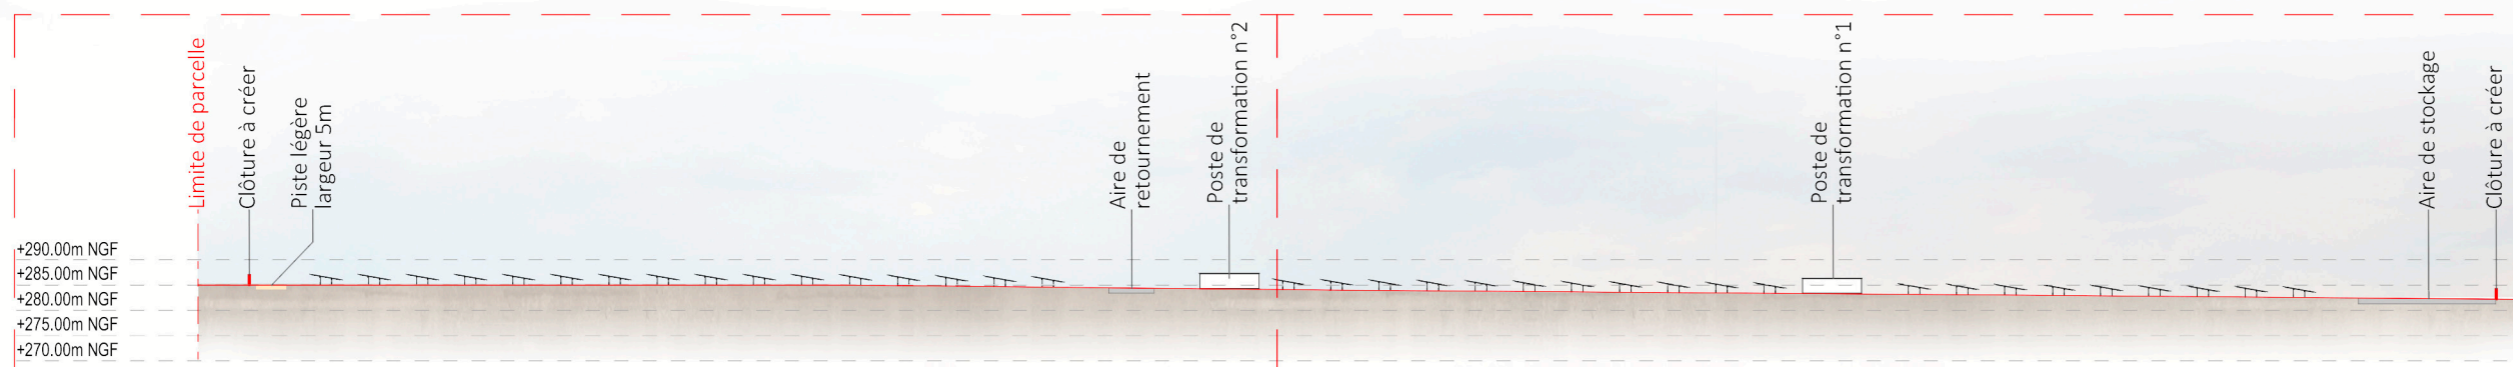 Limite de parcelle
Clôture à créer
Piste légère
largeur 5m
Aire de
retournement
Poste de
transformation n°2
Poste de
transformation n°1
Aire de stockage
Clôture à créer
+290.00m NGF
+285.00m NGF
+280.00m NGF
+275.00m NGF
+270.00m NGF